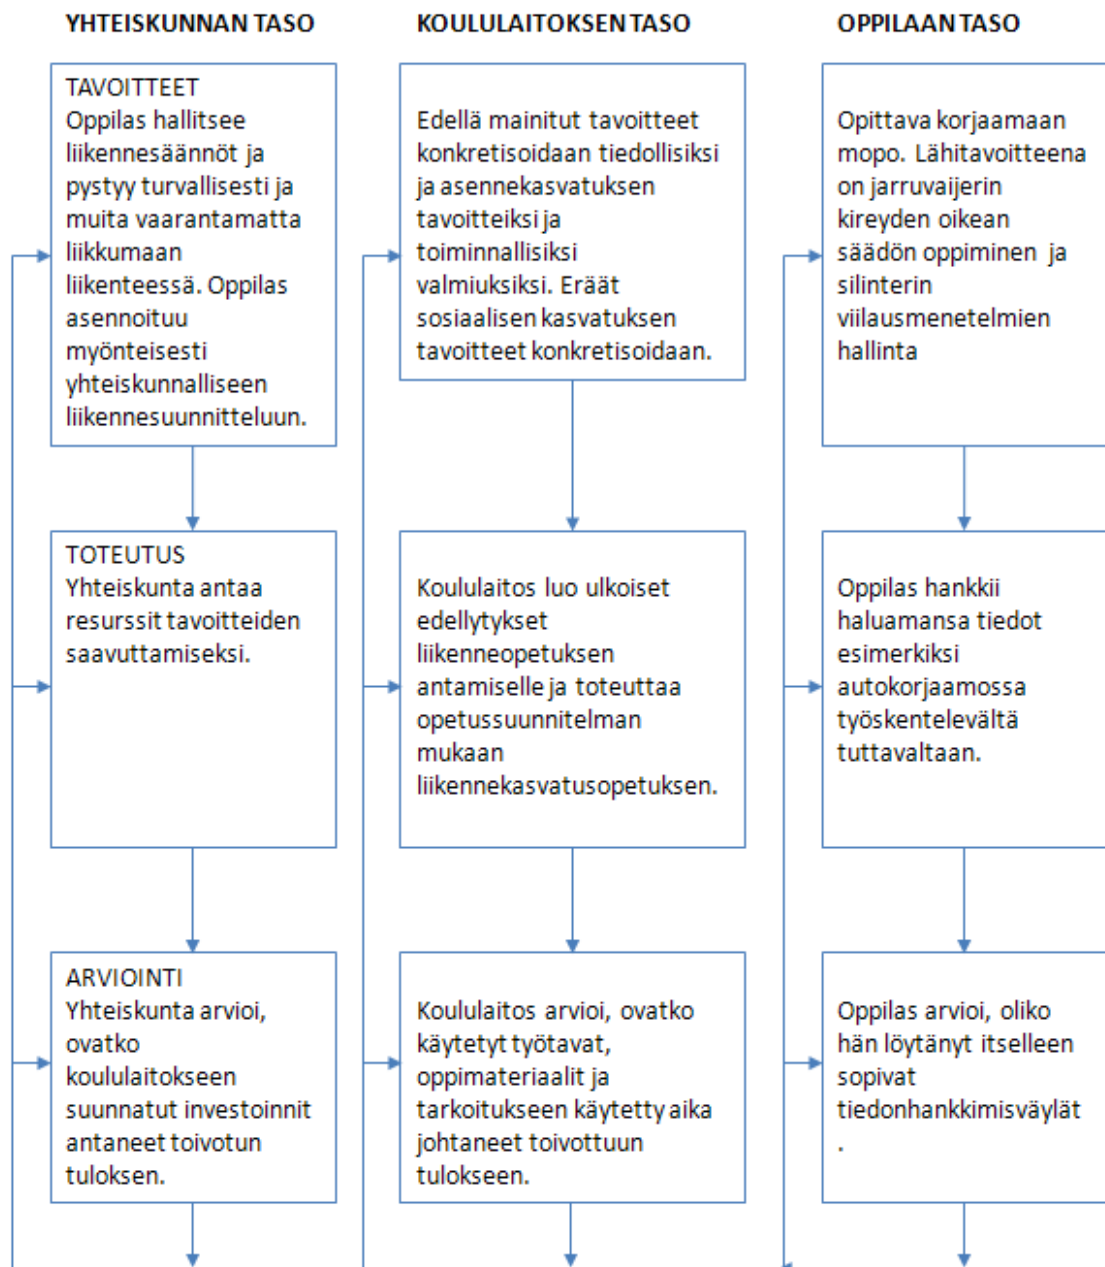 YHTEISKUNNAN TASO
KOULULAITOKSEN TASO
OPPILAAN TASO
TAVOITTEET
Oppilas hallitsee
liikennesäännöt ja
pystyy turvallisesti ja
muita vaarantamatta
liikkumaan
liikenteessä. Oppilas
asennoituu
myönteisesti
yhteiskunnalliseen
liikennesuunnitteluun.
Edellä mainitut tavoitteet
konkretisoidaan tiedollisiksi
ja asennekasvatuksen
tavoitteiksi ja
toiminnallisiksi
valmiuksiksi. Eräät
sosiaalisen kasvatuksen
tavoitteet konkretisoidaan.
Opittava korjaamaan
mopo. Lähitavoitteena
on jarruvaijerin
kireyden oikean
säädön oppiminen ja
silinterin
viilausmenetelmien
hallinta
TOTEUTUS
Yhteiskunta antaa
resurssit tavoitteiden
saavuttamiseksi.
Koululaitos luo ulkoiset
edellytykset
liikenneopetuksen
antamiselle ja toteuttaa
opetussuunnitelman
mukaan
liikennekasvatusopetuksen.
Oppilas hankkii
haluamansa tiedot
esimerkiksi
autokorjaamossa
työskentelevältä
tuttavaltaan.
ARVIOINTI
Yhteiskunta arvioi,
ovatko
koululaitokseen
suunnatut investoinnit
antaneet toivotun
tuloksen.
Koululaitos arvioi, ovatko
käytetyt työtavat,
oppimateriaalit ja
tarkoitukseen käytetty aika
johtaneet toivottuun
tulokseen.
Oppilas arvioi, oliko
hän löytänyt itselleen
sopivat
tiedonhankkimisväylät
.